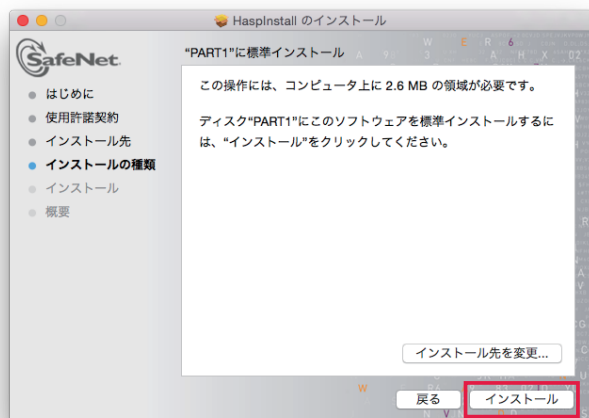 HaspInstall のインストール
SafeNet.
"PART1"に標準インストール
はじめに
使用許諾契約
インストール先
インストールの種類
インストール
概要
この操作には、コンピュータ上に 2.6 MB の領域が必要です。
ディスク"PART1"にこのソフトウェアを標準インストールするに
は、"インストール"をクリックしてください。
インストール先を変更...
戻る
インストール